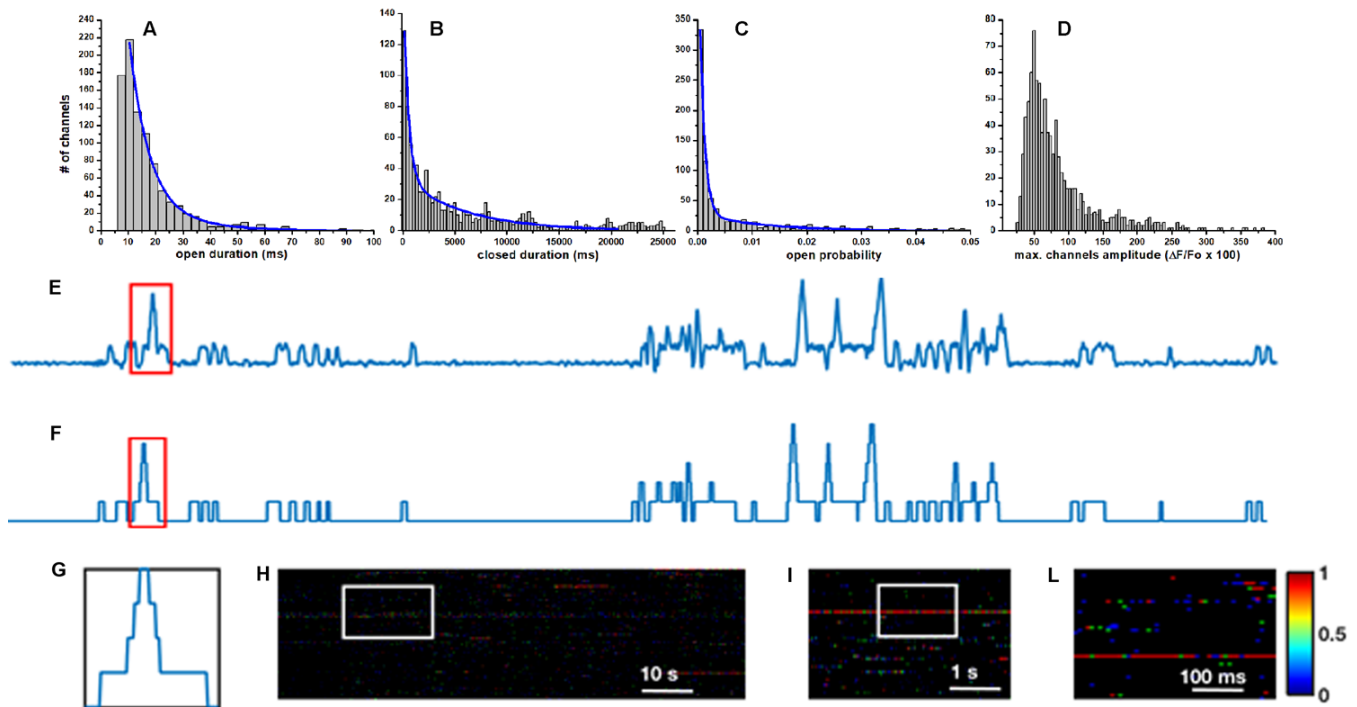 A B C D
# of channels
240 220 200 180 160 140 120 100 80 60 40 20 0
0 10 20 30 40 50 60 70 80 90 100
open duration (ms)
140 120 100 80 60 40 20 0
0 5000 10000 15000 20000 25000
closed duration (ms)
350 300 250 200 150 100 50 0
0.00 0.01 0.02 0.03 0.04 0.05
open probability
80 70 60 50 40 30 20 10 0
50 100 150 200 250 300 350 400
max. channels amplitude (ΔF/Fo x 100)
E
F
G H I L
10 s
1 s
100 ms
1
0.5
0